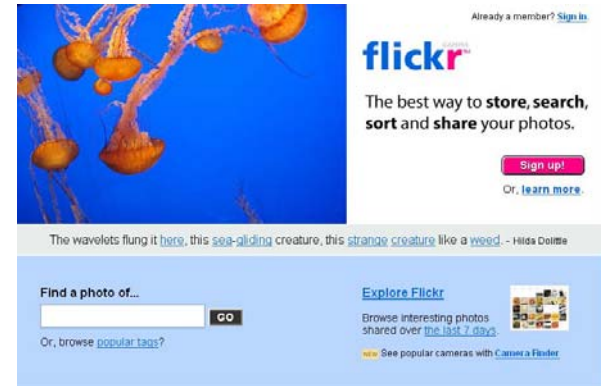 Already a member? Sign in.
flickr
The best way to store, search,
sort and share your photos.
Sign up!
Or, learn more.
The wavelets flung it here, this sea-gliding creature, this strange creature like a weed. - Hilda Dolittle
Find a photo of...
GO
Or, browse popular tags?
Explore Flickr
Browse interesting photos
shared over the last 7 days.
NEW See popular cameras with Camera Finder